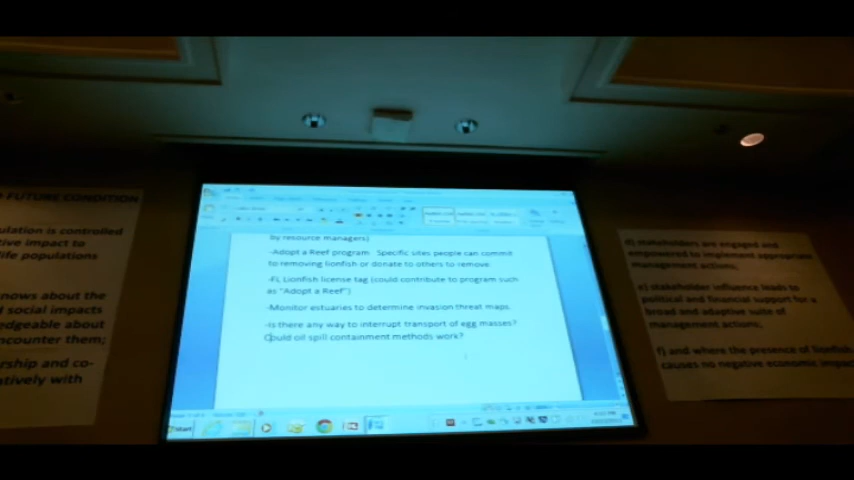 FUTURE CONDITION
ulation is controlled
tive impact to
life populations
nows about the
d social impacts
edgeable about
ncounter them;
rship and co-
atively with
by resource managers)
-Adopt a Reef program  Specific sites people can commit
to removing lionfish or donate to others to remove.
-FL Lionfish license tag (could contribute to program such
as "Adopt a Reef")
-Monitor estuaries to determine invasion threat maps.
-Is there any way to interrupt transport of egg masses?
Could oil spill containment methods work?
Start
d) stakeholders are engaged and
empowered to implement appropriate
management actions;
e) stakeholder influence leads to
political and financial support for a
broad and adaptive suite of
management actions;
f) and where the presence of lionfish
causes no negative economic impact